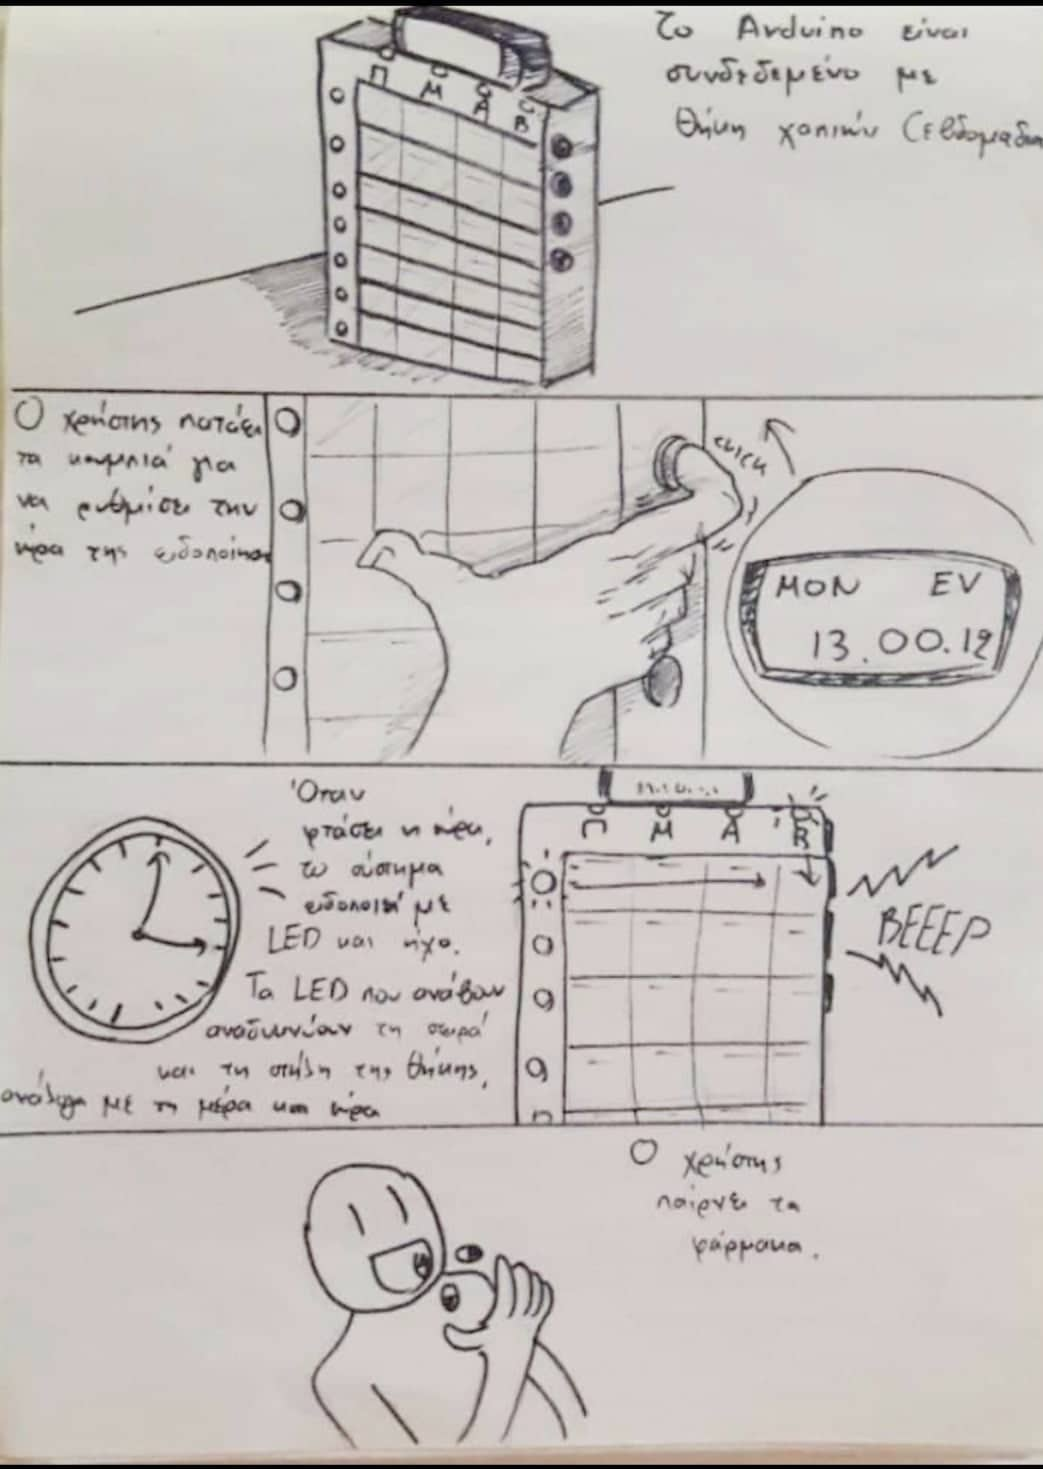 Το Arduino είναι
συνδεδεμένο με
θήκη χαπιών (εβδομαδιαι
Π Μ Α Β
Ο χρήστης πατάει
τα κουμπιά για
να ρυθμίσει την
ώρα της ειδοποίησης
CLICK
MON EV
13.00.12
Όταν
φτάσει η ώρα,
το σύστημα
ειδοποιεί με
LED και ήχο.
Τα LED που ανάβουν
αναδεικνύουν τη σειρά
και τη στήλη της θήκης,
ανάλογα με τη μέρα και ώρα
Π Μ Α Β
BEEEP
Ο χρήστης
παίρνει τα
φάρμακα.